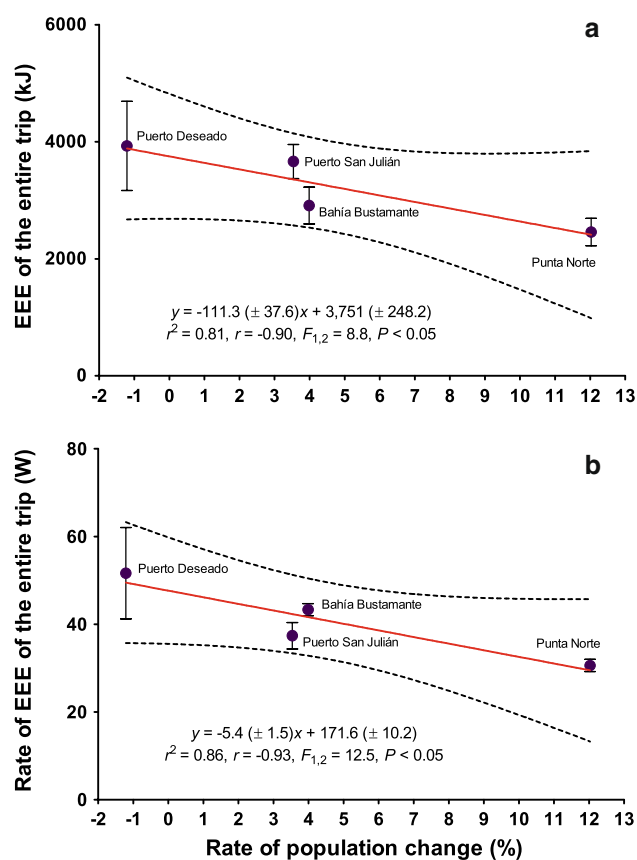 a
6000
4000
2000
0
EEE of the entire trip (kJ)
Puerto Deseado
Puerto San Julián
Bahía Bustamante
Punta Norte
y = -111.3 (± 37.6)x + 3,751 (± 248.2)
r² = 0.81, r = -0.90, F₁,₂ = 8.8, P < 0.05
-2 -1 0 1 2 3 4 5 6 7 8 9 10 11 12 13
b
80
60
40
20
0
Rate of EEE of the entire trip (W)
Puerto Deseado
Bahía Bustamante
Puerto San Julián
Punta Norte
y = -5.4 (± 1.5)x + 171.6 (± 10.2)
r² = 0.86, r = -0.93, F₁,₂ = 12.5, P < 0.05
-2 -1 0 1 2 3 4 5 6 7 8 9 10 11 12 13
Rate of population change (%)